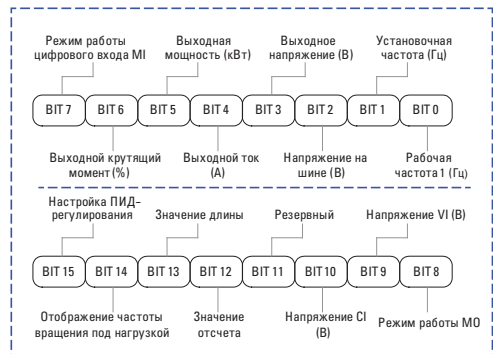 Режим работы
цифрового входа MI
Выходная
мощность (кВт)
Выходное
напряжение (В)
Установочная
частота (Гц)
BIT 7 BIT 6 BIT 5 BIT 4 BIT 3 BIT 2 BIT 1 BIT 0
Выходной крутящий
момент (%)
Выходной ток
(А)
Напряжение на
шине (В)
Рабочая
частота 1 (Гц)
Настройка ПИД-
регулирования
Значение длины
Резервный
Напряжение VI (В)
BIT 15 BIT 14 BIT 13 BIT 12 BIT 11 BIT 10 BIT 9 BIT 8
Отображение частоты
вращения под нагрузкой
Значение
отсчета
Напряжение CI
(В)
Режим работы MO